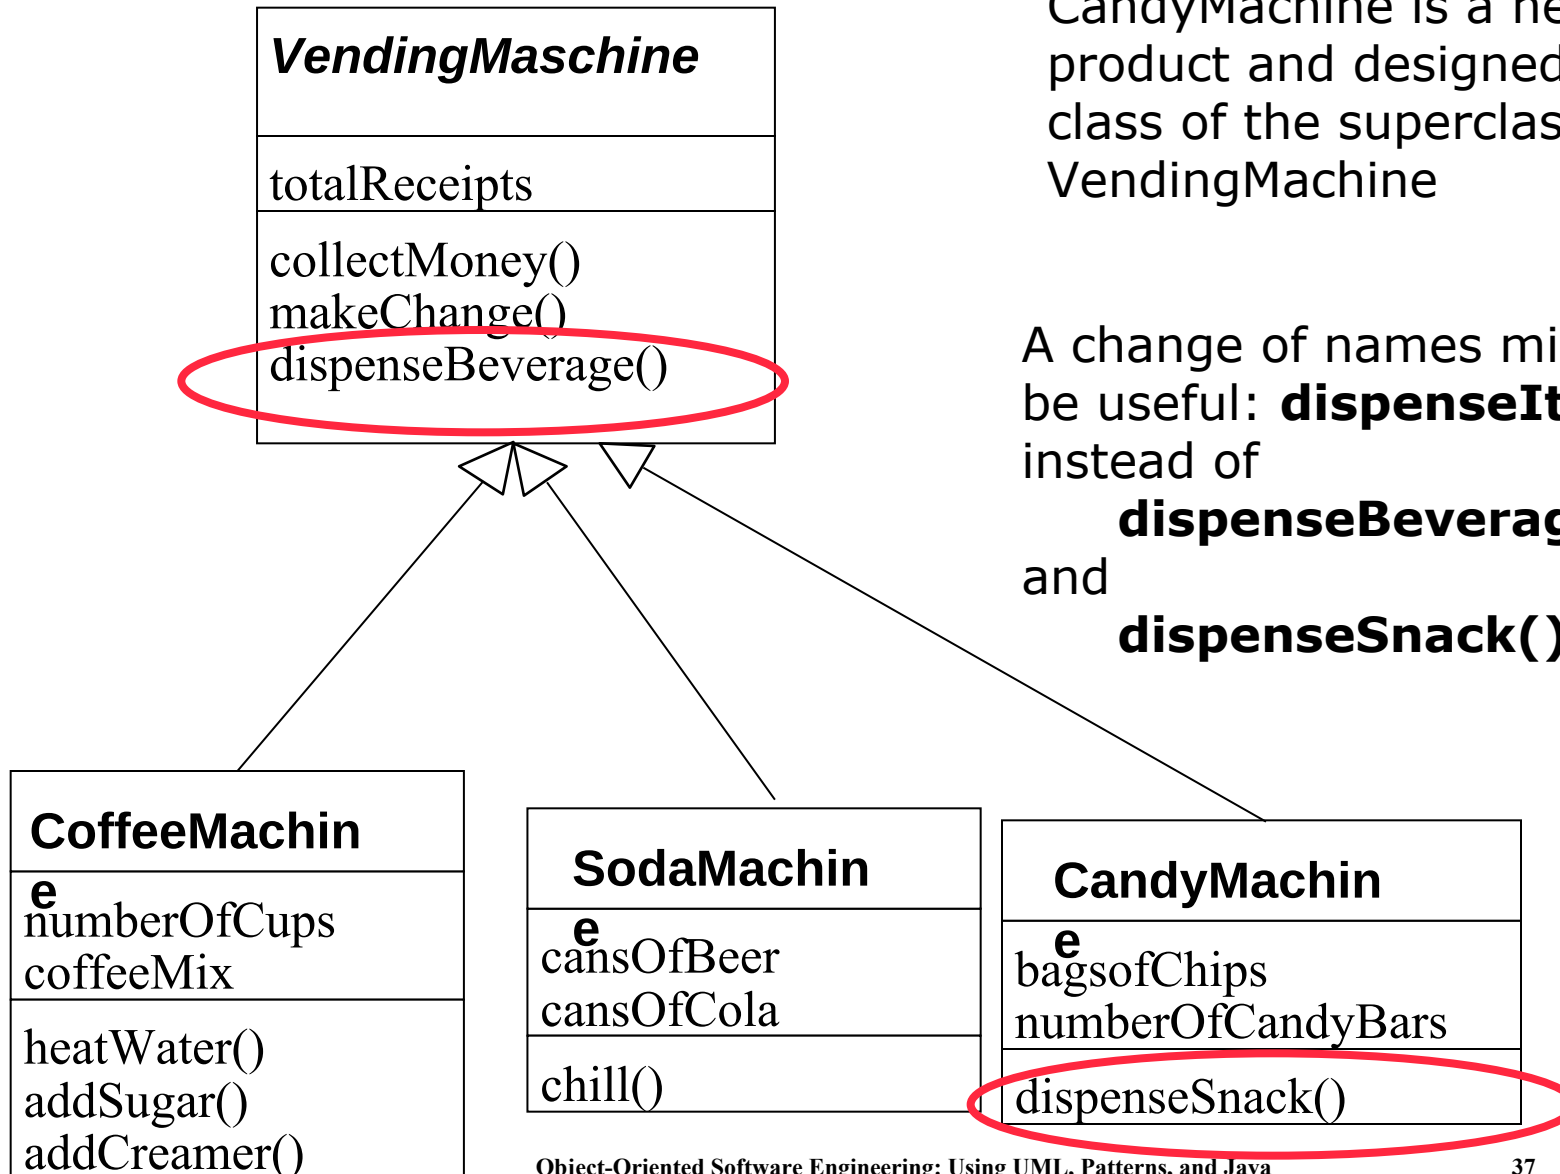 VendingMaschine
totalReceipts
collectMoney()
makeChange()
dispenseBeverage()
CandyMachine is a ne
product and designed
class of the superclas
VendingMachine
A change of names mi
be useful: dispenseIt
instead of
dispenseBeverag
and
dispenseSnack()
CoffeeMachin
e
numberOfCups
coffeeMix
heatWater()
addSugar()
addCreamer()
SodaMachin
e
cansOfBeer
cansOfCola
chill()
CandyMachin
e
bagsofChips
numberOfCandyBars
dispenseSnack()
Object-Oriented Software Engineering: Using UML, Patterns, and Java 37